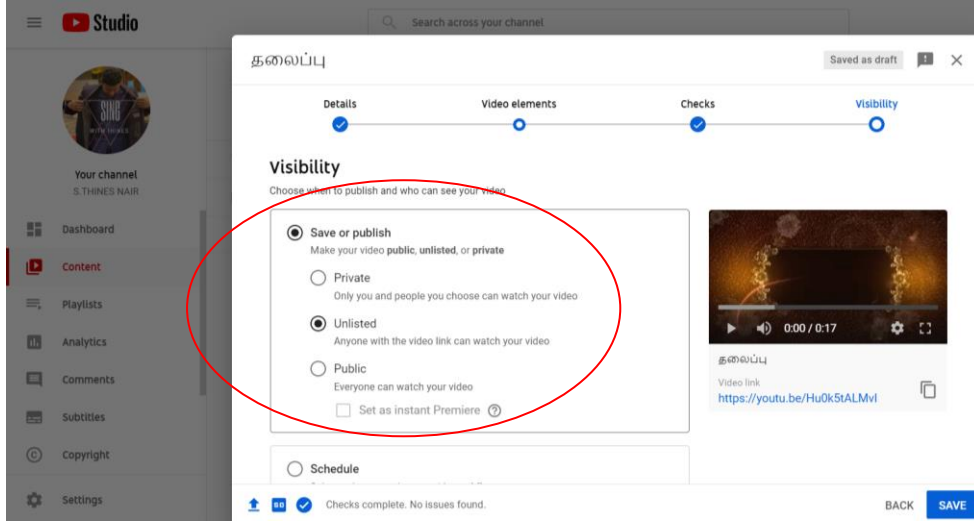 Studio
Search across your channel
தலைப்பு
Saved as draft
SING
WITH THINES
Your channel
S.THINES NAIR
Dashboard
Content
Playlists
Analytics
Comments
Subtitles
Copyright
Settings
Details
Video elements
Checks
Visibility
Visibility
Choose when to publish and who can see your video
Save or publish
Make your video public, unlisted, or private
Private
Only you and people you choose can watch your video
Unlisted
Anyone with the video link can watch your video
Public
Everyone can watch your video
Set as instant Premiere
Schedule
0:00 / 0:17
தலைப்பு
Video link
https://youtu.be/Hu0k5tALMvI
SD
Checks complete. No issues found.
BACK
SAVE